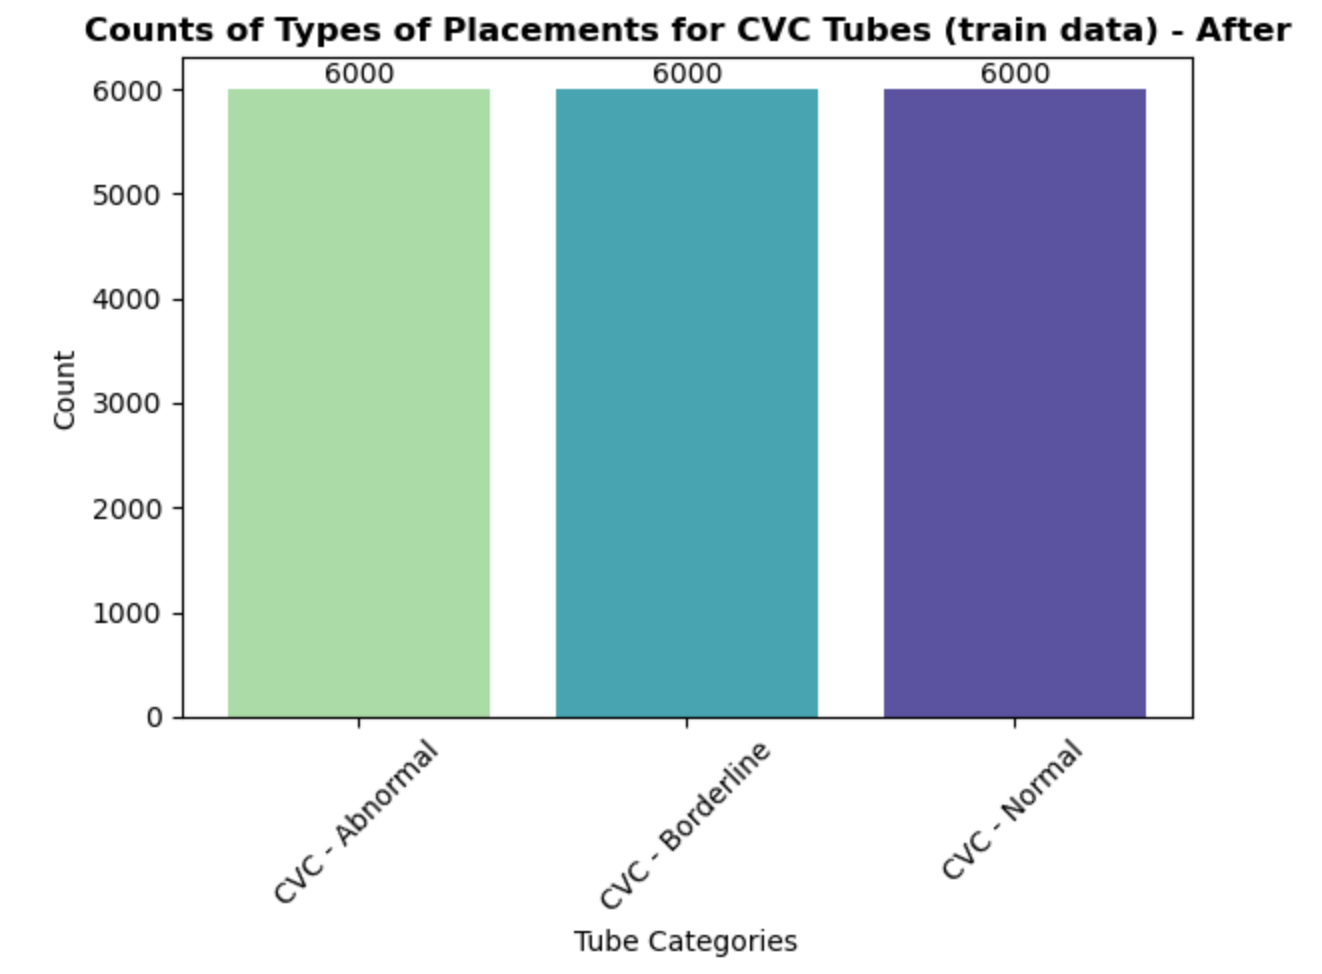 Counts of Types of Placements for CVC Tubes (train data) - After
6000 6000 6000
6000
5000
4000
3000
2000
1000
0
Count
CVC - Abnormal
CVC - Borderline
CVC - Normal
Tube Categories